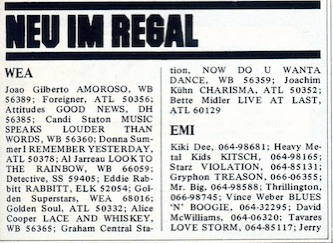 NEU IM REGAL
WEA
Joao Gilberto AMOROSO, WB
56389; Foreigner, ATL 50356;
Attitudes GOOD NEWS, DH
56385; Candi Staton MUSIC
SPEAKS LOUDER THAN
WORDS, WB 56360; Donna Sum-
mer I REMEMBER YESTERDAY,
ATL 50378; Al Jarreau LOOK TO
THE RAINBOW, WB 66059;
Detective, SS 59405; Eddie Rab-
bitt RABBITT, ELK 52054; Gol-
den Superstars, WEA 68016;
Golden Soul, ATL 50332; Alice
Cooper LACE AND WHISKEY,
WB 56365; Graham Central Sta-
tion, NOW DO U WANTA
DANCE, WB 56359; Joachim
Kühn CHARISMA, ATL 50352;
Bette Midler LIVE AT LAST,
ATL 60129
EMI
Kiki Dee, 064-98681; Heavy Me-
tal Kids KITSCH, 064-98165;
Starz VIOLATION, 064-85131;
Gryphon TREASON, 066-06355;
Mr. Big, 064-98588; Thrillington,
066-98745; Vince Weber BLUES
'N' BOOGIE, 064-32295; David
McWilliams, 064-06320; Tavares
LOVE STORM, 064-85117; Jerry